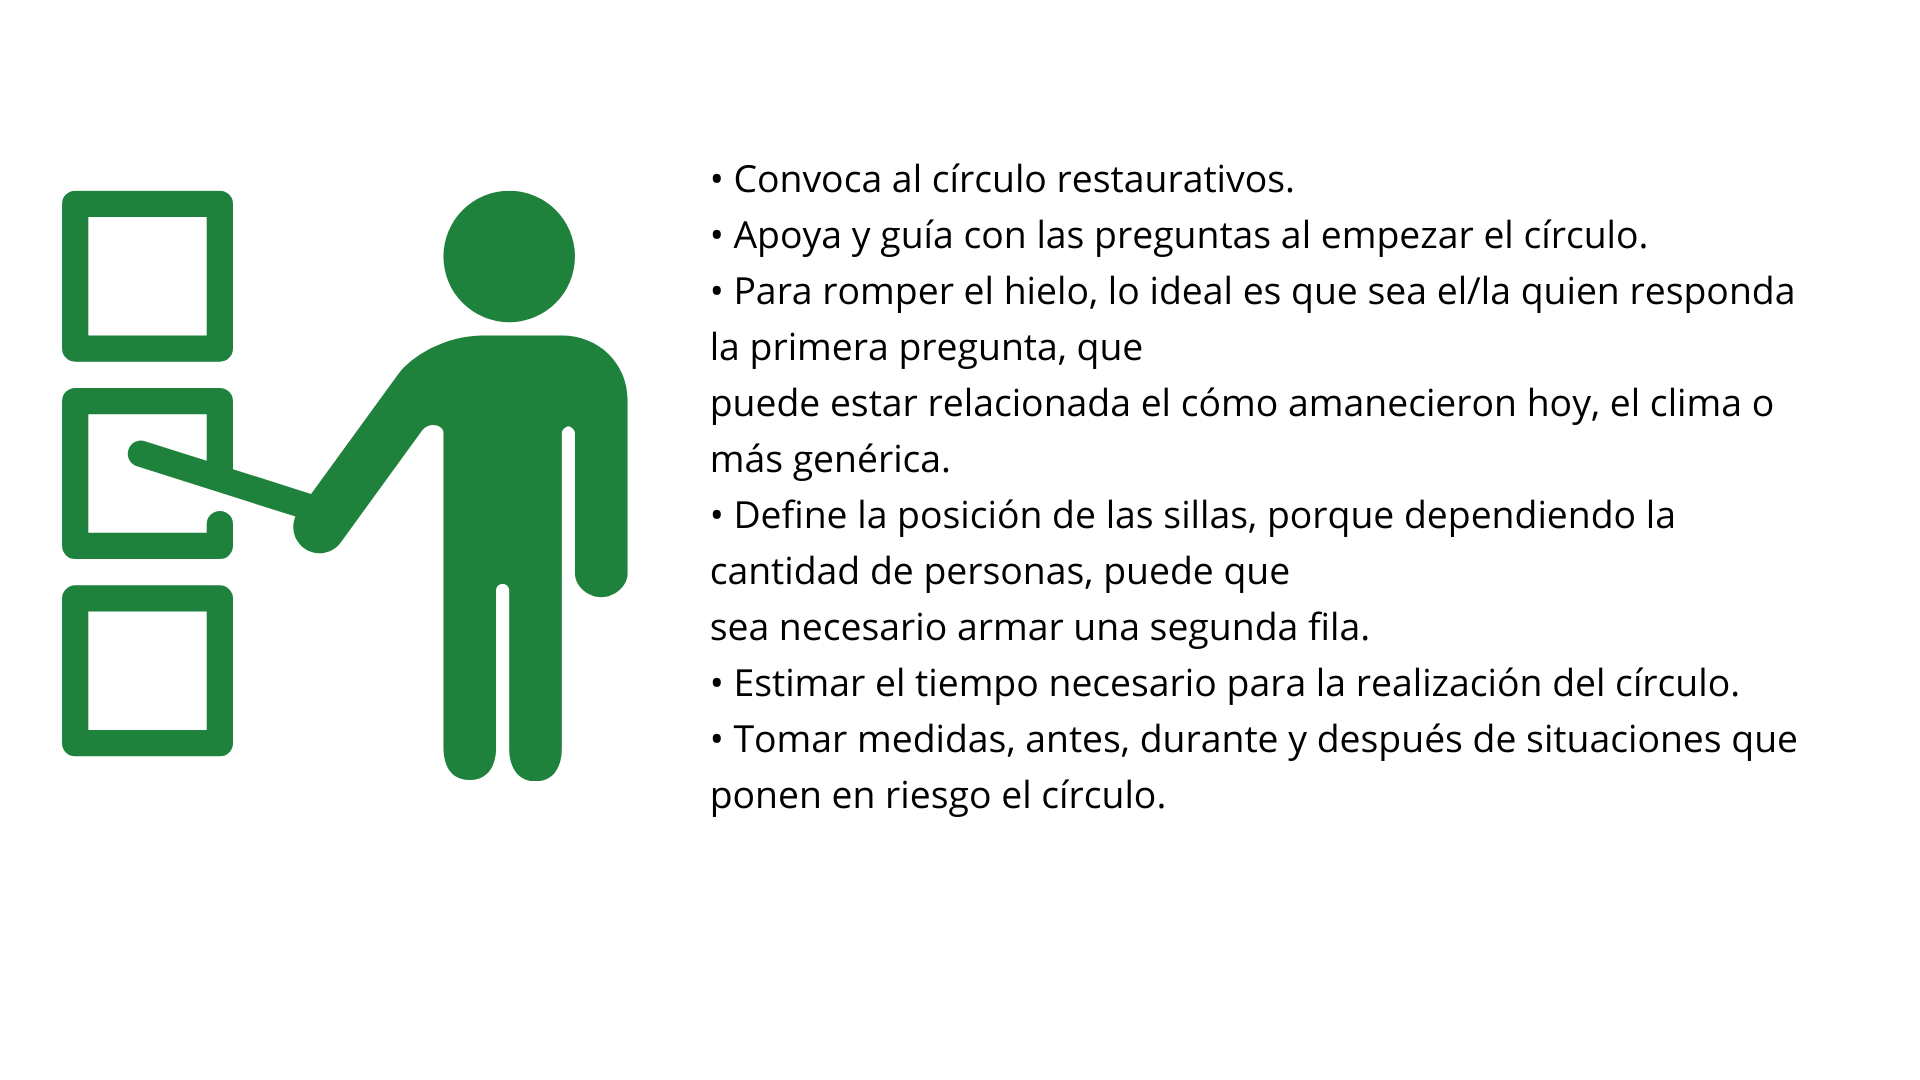 • Convoca al círculo restaurativos.
• Apoya y guía con las preguntas al empezar el círculo.
• Para romper el hielo, lo ideal es que sea el/la quien responda
la primera pregunta, que
puede estar relacionada el cómo amanecieron hoy, el clima o
más genérica.
• Define la posición de las sillas, porque dependiendo la
cantidad de personas, puede que
sea necesario armar una segunda fila.
• Estimar el tiempo necesario para la realización del círculo.
• Tomar medidas, antes, durante y después de situaciones que
ponen en riesgo el círculo.